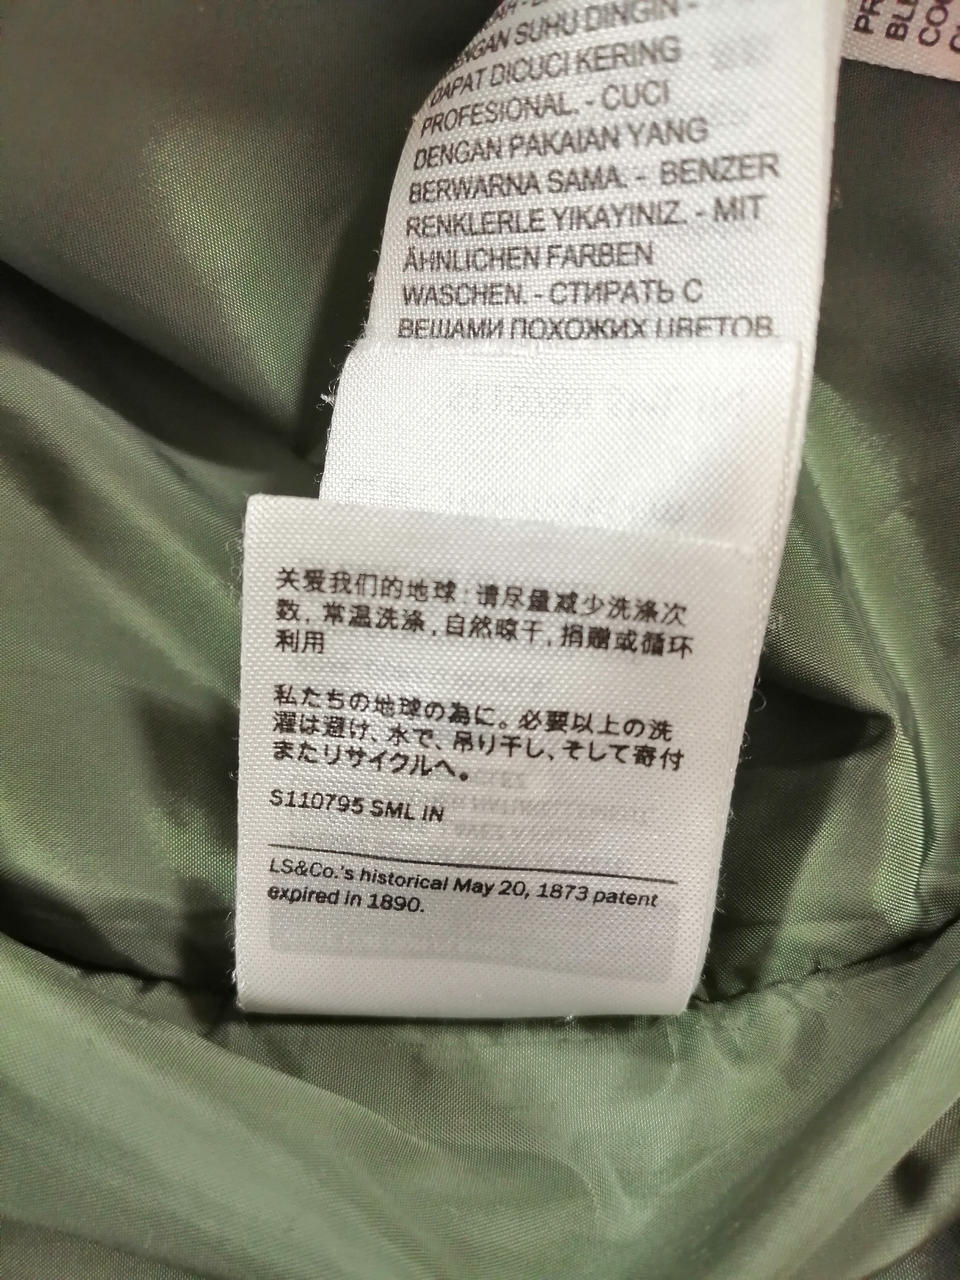 SUHU DINGIN -
DAPAT DICUCI KERING
PROFESIONAL. - CUCI
DENGAN PAKAIAN YANG
BERWARNA SAMA. - BENZER
RENKLERLE YIKAYINIZ. - MIT
ÄHNLICHEN FARBEN
WASCHEN. - СТИРАТЬ С
ВЕЩАМИ ПОХОЖИХ ЦВЕТОВ.
关爱我们的地球: 请尽量减少洗涤次
数, 常温洗涤, 自然晾干, 捐赠或循环
利用
私たちの地球の為に。必要以上の洗
濯は避け、水で、吊り干し、そして寄付
またリサイクルへ。
S110795 SML IN
LS&Co.'s historical May 20, 1873 patent
expired in 1890.